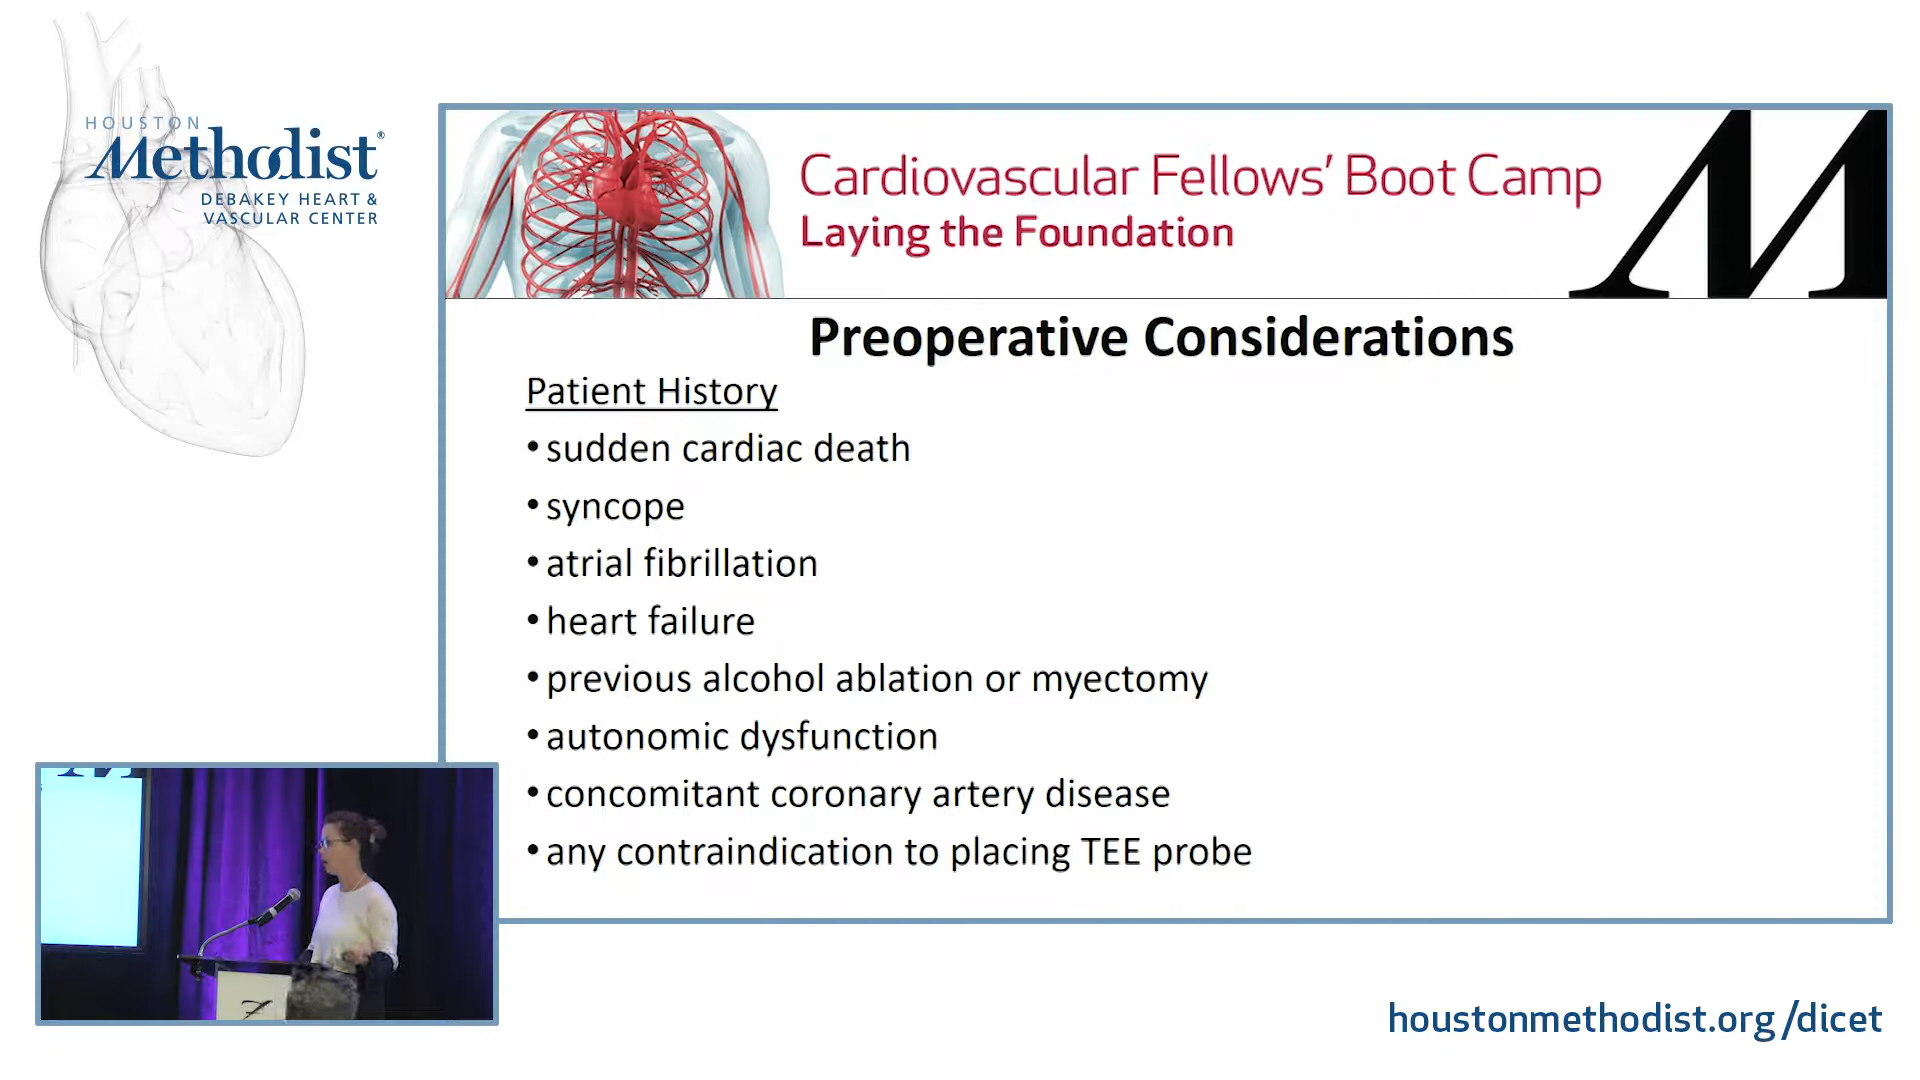 HOUSTON
Methodist®
DEBAKEY HEART &
VASCULAR CENTER
Cardiovascular Fellows’ Boot Camp
Laying the Foundation
M
Preoperative Considerations
Patient History
• sudden cardiac death
• syncope
• atrial fibrillation
• heart failure
• previous alcohol ablation or myectomy
• autonomic dysfunction
• concomitant coronary artery disease
• any contraindication to placing TEE probe
houstonmethodist.org/dicet